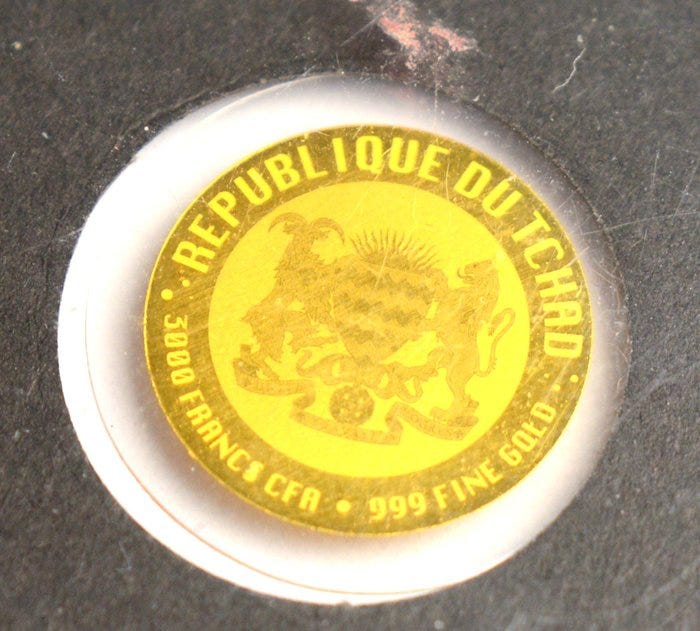 REPUBLIQUE DU TCHAD
3000 FRANCS CFA • 999 FINE GOLD